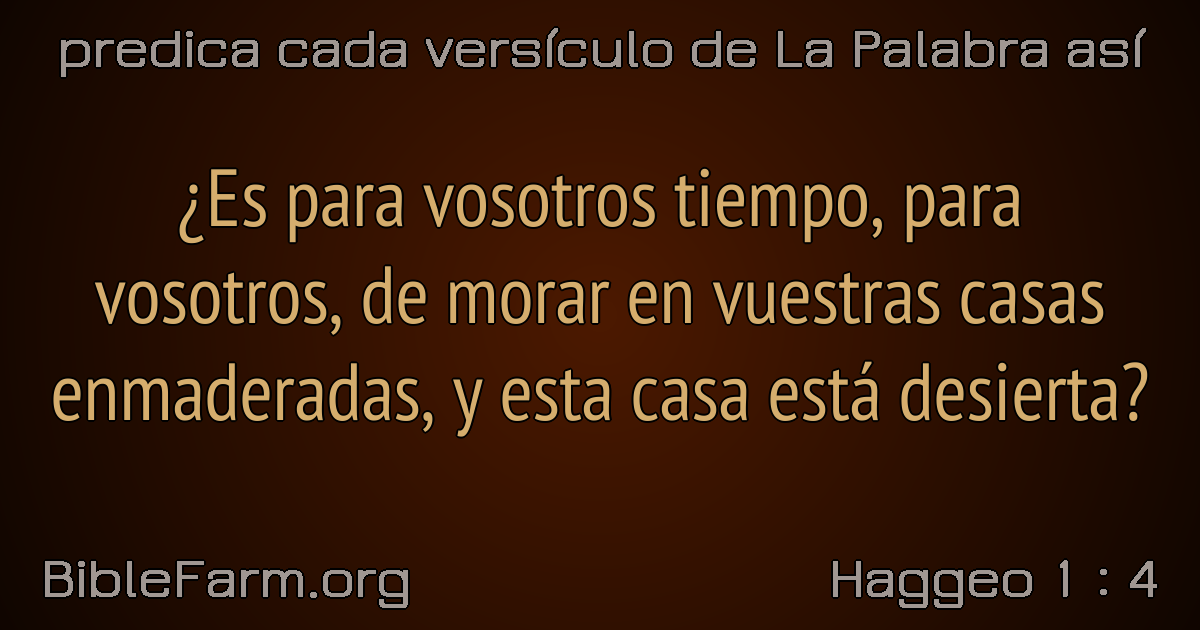 predica cada versículo de La Palabra así
¿Es para vosotros tiempo, para
vosotros, de morar en vuestras casas
enmaderadas, y esta casa está desierta?
BibleFarm.org
Haggeo 1 : 4